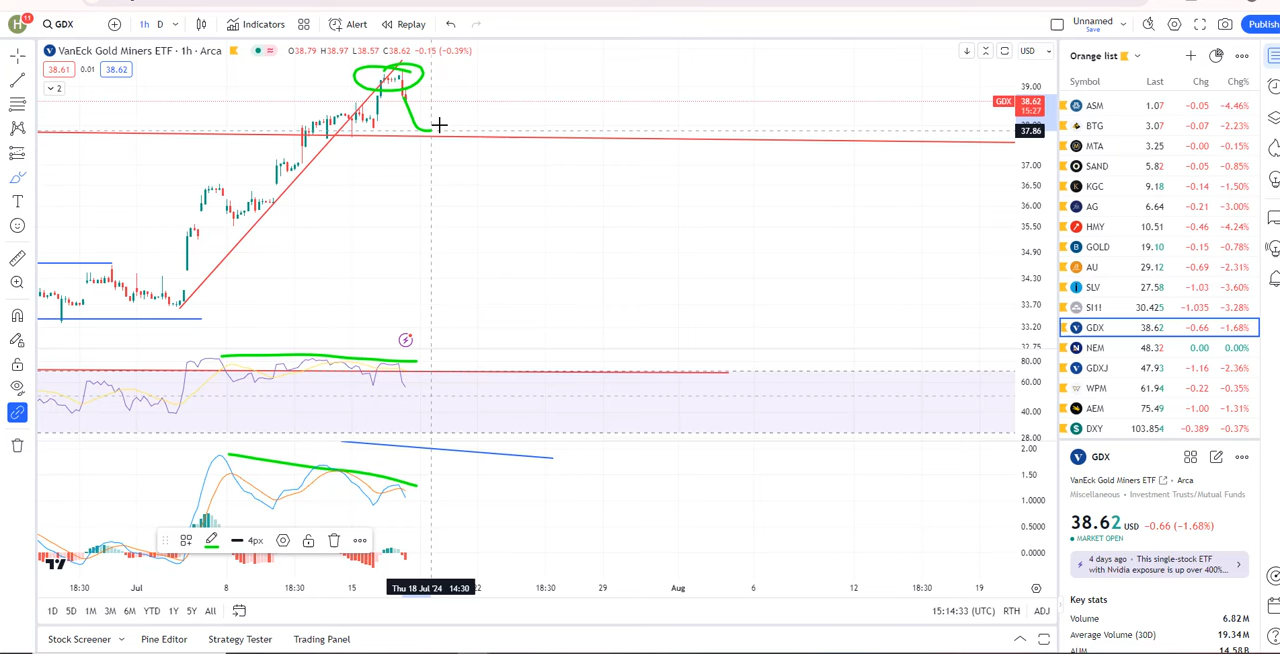 H 11 GDX 1h D Indicators Alert Replay Unnamed Save Publish
VanEck Gold Miners ETF · 1h · Arca O38.79 H38.97 L38.57 C38.62 −0.15 (−0.39%) USD
38.61 0.01 38.62
2
39.00
GDX 38.62
15:27
37.86
37.00
36.50
36.00
35.50
34.90
34.30
33.70
33.20
32.75
80.00
60.00
40.00
28.00
2.00
1.50
1.0000
0.5000
0.0000
4px
18:30 Jul 8 18:30 15 Thu 18 Jul '24 14:30 22 18:30 29 Aug 6 12 18:30 19
1D 5D 1M 3M 6M YTD 1Y 5Y All 15:14:33 (UTC) RTH ADJ
Stock Screener Pine Editor Strategy Tester Trading Panel
Orange list
Symbol Last Chg Chg%
ASM 1.07 −0.05 −4.46%
BTG 3.07 −0.07 −2.23%
MTA 3.25 −0.00 −0.15%
SAND 5.82 −0.05 −0.85%
KGC 9.18 −0.14 −1.50%
AG 6.64 −0.21 −3.00%
HMY 10.51 −0.46 −4.24%
GOLD 19.10 −0.15 −0.78%
AU 29.12 −0.69 −2.31%
SLV 27.58 −1.03 −3.60%
SI1! 30.425 −1.035 −3.28%
GDX 38.62 −0.66 −1.68%
NEM 48.32 0.00 0.00%
GDXJ 47.93 −1.16 −2.36%
WPM 61.94 −0.22 −0.35%
AEM 75.49 −1.00 −1.31%
DXY 103.854 −0.389 −0.37%
GDX
VanEck Gold Miners ETF · Arca
Miscellaneous · Investment Trusts/Mutual Funds
38.62 USD −0.66 (−1.68%)
MARKET OPEN
4 days ago · This single-stock ETF
with Nvidia exposure is up over 400%...
Key stats
Volume 6.82M
Average Volume (30D) 19.34M
AUM 14.58B